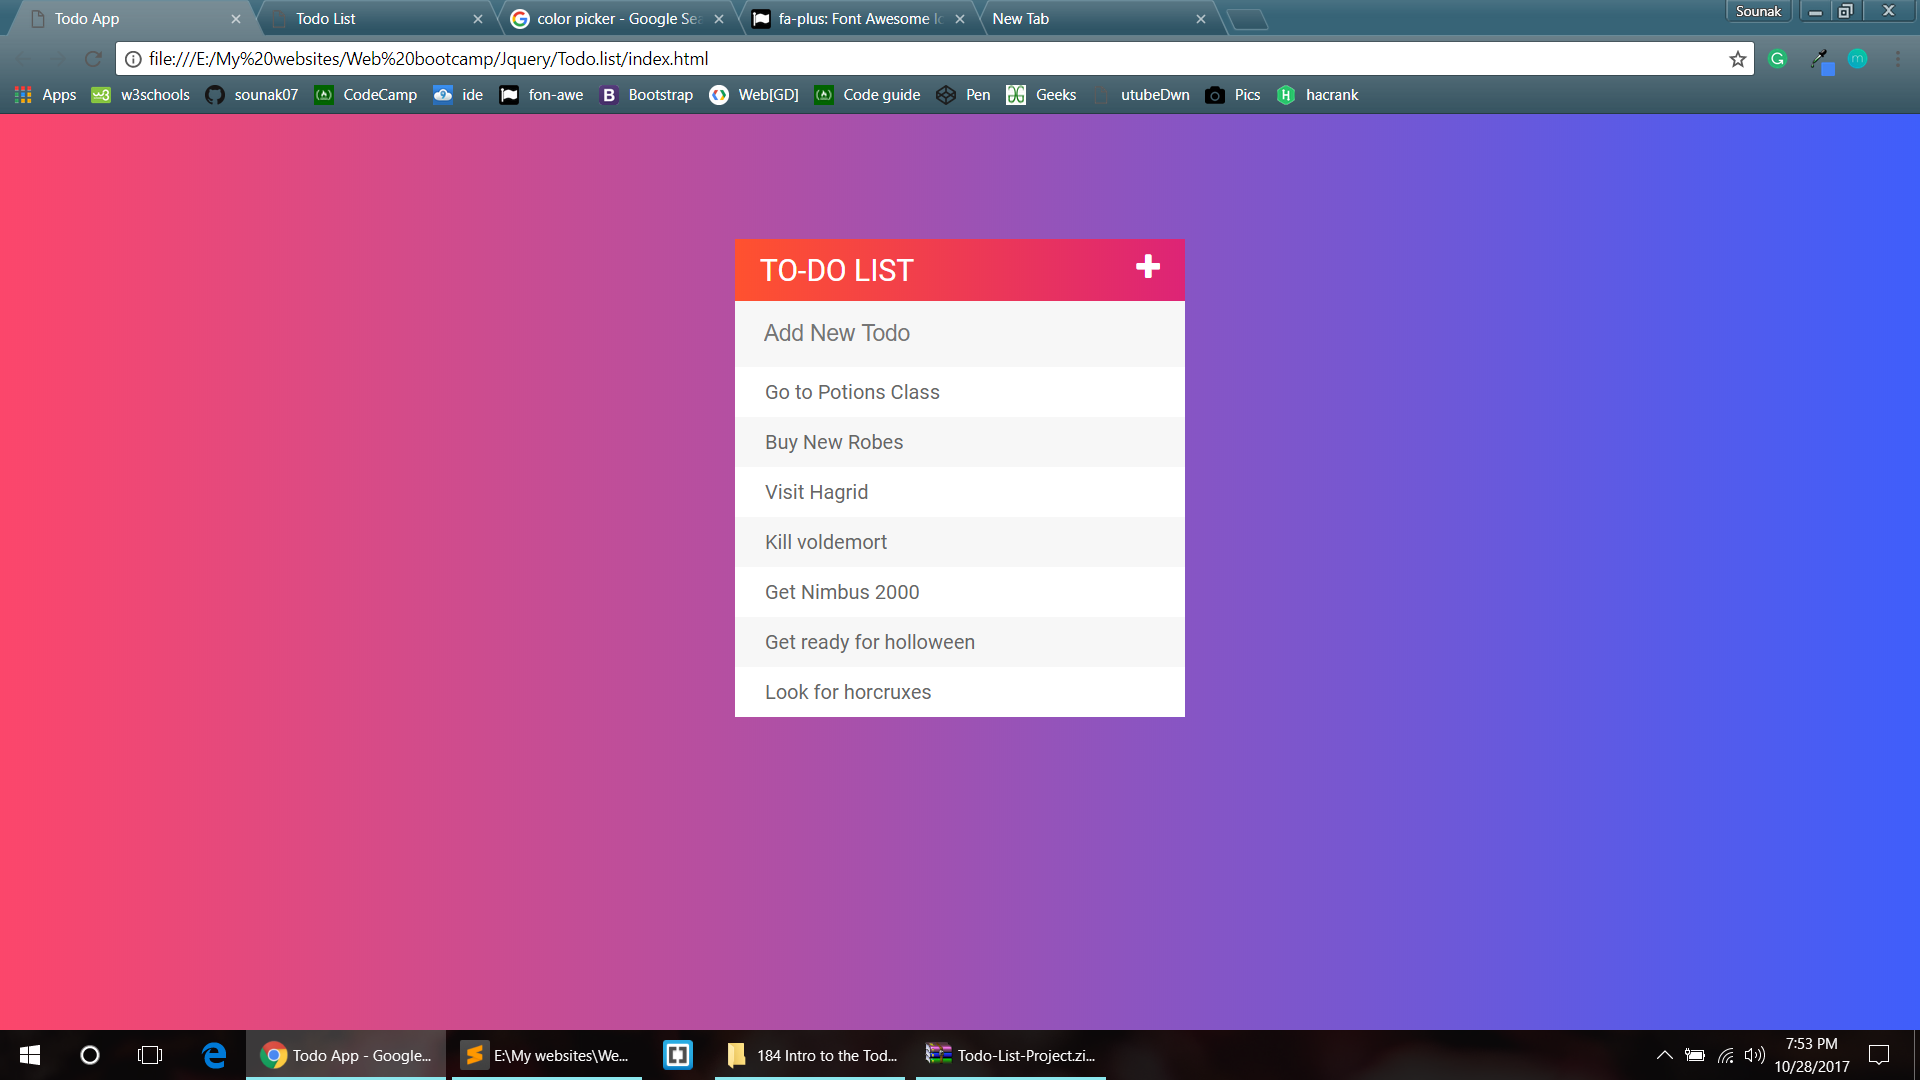 Todo App
Todo List
color picker - Google Sea
fa-plus: Font Awesome Ic
New Tab
Sounak
file:///E:/My%20websites/Web%20bootcamp/Jquery/Todo.list/index.html
Apps
w3schools
sounak07
CodeCamp
ide
fon-awe
Bootstrap
Web[GD]
Code guide
Pen
Geeks
utubeDwn
Pics
hacrank
TO-DO LIST
Add New Todo
Go to Potions Class
Buy New Robes
Visit Hagrid
Kill voldemort
Get Nimbus 2000
Get ready for holloween
Look for horcruxes
Todo App - Google...
E:\My websites\We...
184 Intro to the Tod...
Todo-List-Project.zi...
7:53 PM
10/28/2017